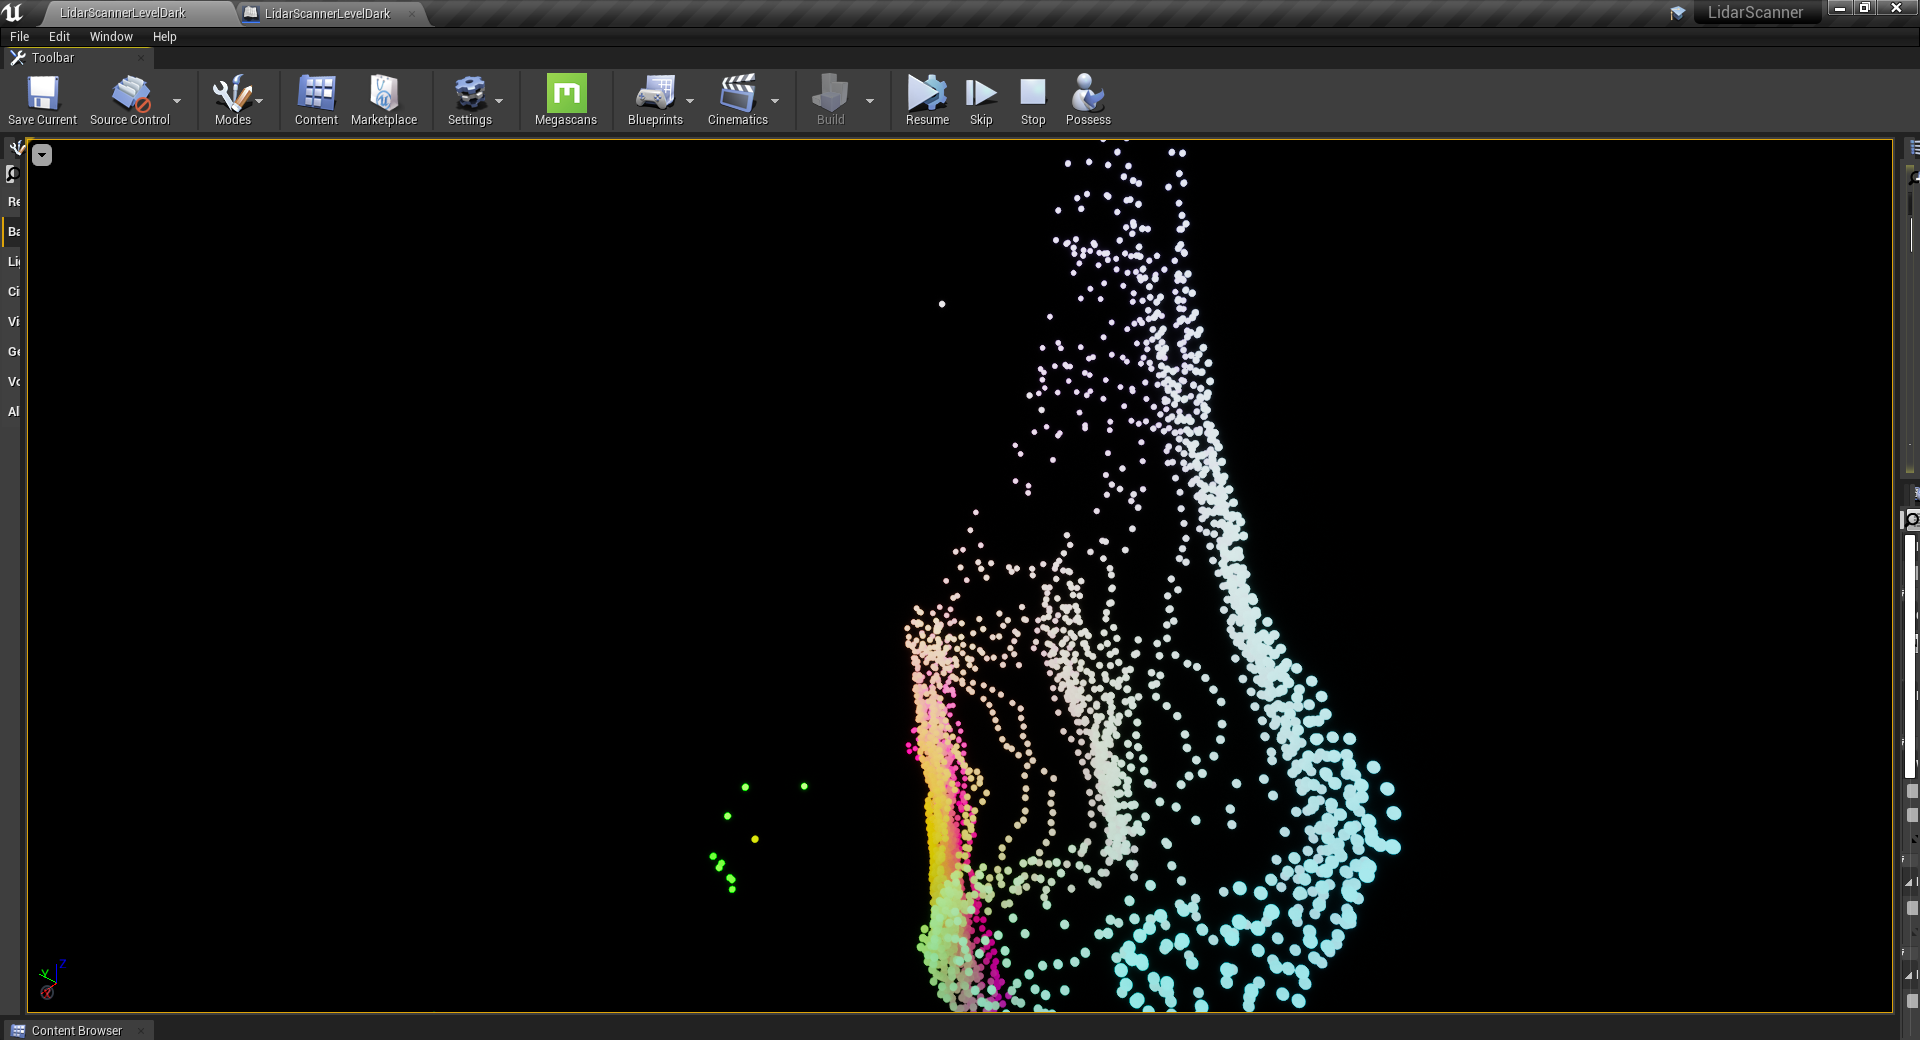 LidarScannerLevelDark
LidarScannerLevelDark
LidarScanner
File Edit Window Help
Toolbar
Save Current Source Control Modes Content Marketplace Settings Megascans Blueprints Cinematics Build Resume Skip Stop Possess
Re
Ba
Lig
Ci
Vi
Ge
Vo
Al
Z
Y
Content Browser